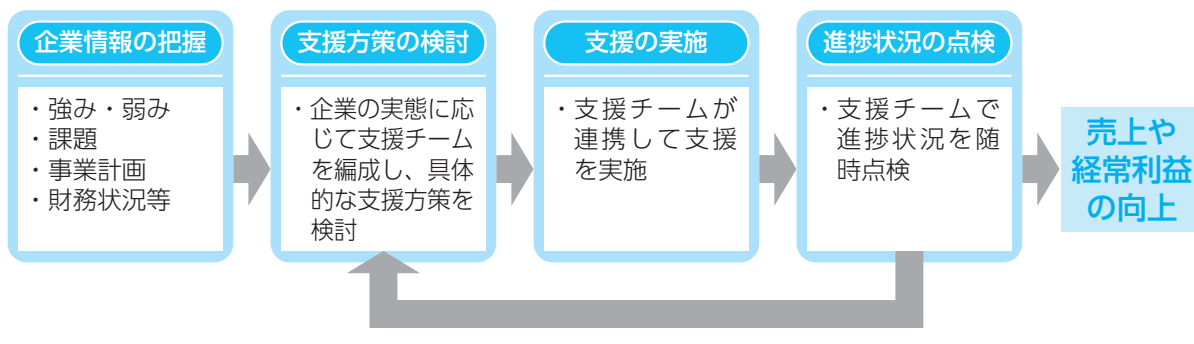 企業情報の把握
・強み・弱み
・課題
・事業計画
・財務状況等
支援方策の検討
・企業の実態に応
じて支援チーム
を編成し、具体
的な支援方策を
検討
支援の実施
・支援チームが
連携して支援
を実施
進捗状況の点検
・支援チームで
進捗状況を随
時点検
売上や
経常利益
の向上